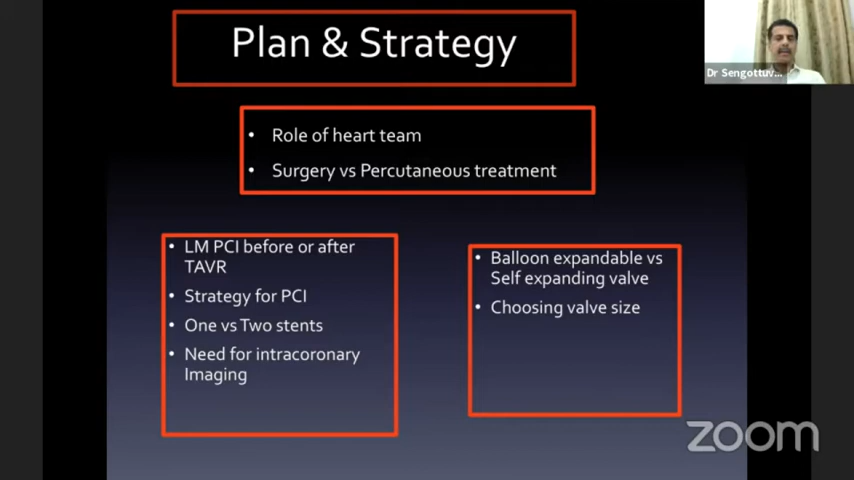 Plan & Strategy
Dr Sengottuv...
• Role of heart team
• Surgery vs Percutaneous treatment
• LM PCI before or after
TAVR
• Strategy for PCI
• One vs Two stents
• Need for intracoronary
Imaging
• Balloon expandable vs
Self expanding valve
• Choosing valve size
zoom